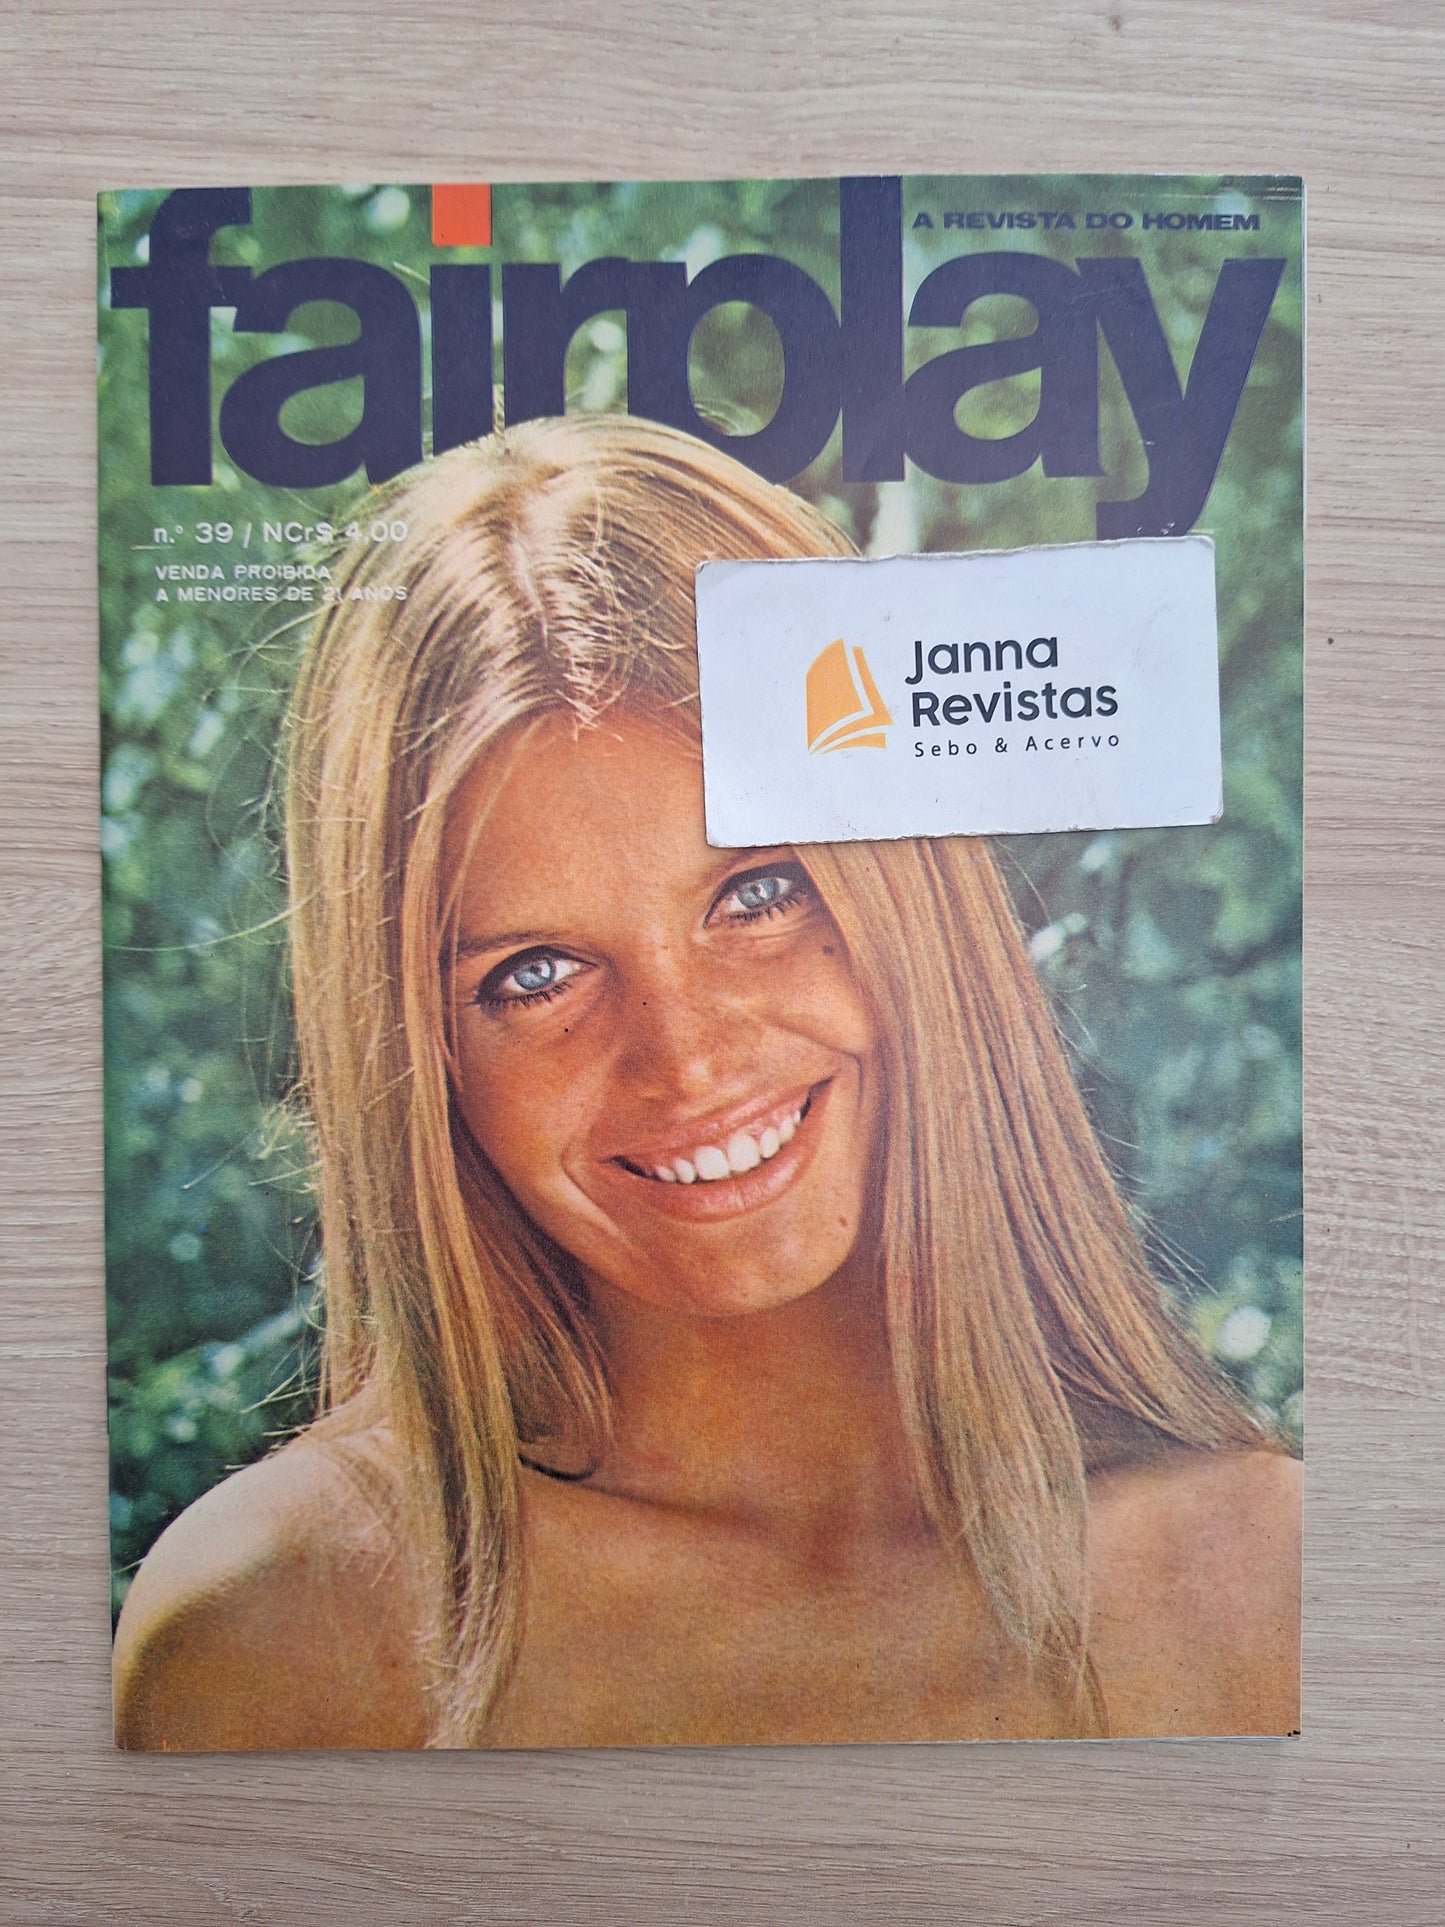 A REVISTA DO HOMEM
fairplay
n.º 39 / NCr$ 4,00
VENDA PROIBIDA
A MENORES DE 21 ANOS
Janna
Revistas
Sebo & Acervo